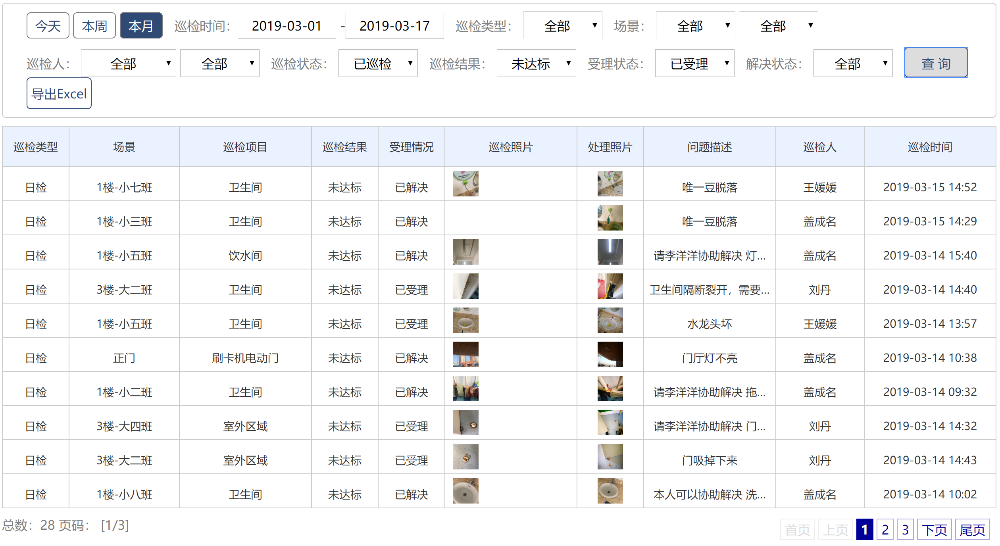 今天 本周 本月 巡检时间： 2019-03-01 - 2019-03-17 巡检类型： 全部 场景： 全部 全部
巡检人： 全部 全部 巡检状态： 已巡检 巡检结果： 未达标 受理状态： 已受理 解决状态： 全部 查 询
导出Excel
巡检类型 场景 巡检项目 巡检结果 受理情况 巡检照片 处理照片 问题描述 巡检人 巡检时间
日检 1楼-小七班 卫生间 未达标 已解决 唯一豆脱落 王媛媛 2019-03-15 14:52
日检 1楼-小三班 卫生间 未达标 已解决 唯一豆脱落 盖成名 2019-03-15 14:29
日检 1楼-小五班 饮水间 未达标 已解决 请李洋洋协助解决 灯... 盖成名 2019-03-14 15:40
日检 3楼-大二班 卫生间 未达标 已受理 卫生间隔断裂开，需要... 刘丹 2019-03-14 14:40
日检 1楼-小五班 卫生间 未达标 已受理 水龙头坏 王媛媛 2019-03-14 13:57
日检 正门 刷卡机电动门 未达标 已解决 门厅灯不亮 盖成名 2019-03-14 10:38
日检 1楼-小二班 卫生间 未达标 已解决 请李洋洋协助解决 拖... 盖成名 2019-03-14 09:32
日检 3楼-大四班 室外区域 未达标 已受理 请李洋洋协助解决 门... 刘丹 2019-03-14 14:32
日检 3楼-大二班 室外区域 未达标 已受理 门吸掉下来 刘丹 2019-03-14 14:43
日检 1楼-小八班 卫生间 未达标 已解决 本人可以协助解决 洗... 盖成名 2019-03-14 10:02
总数：28 页码： [1/3] 首页 上页 1 2 3 下页 尾页